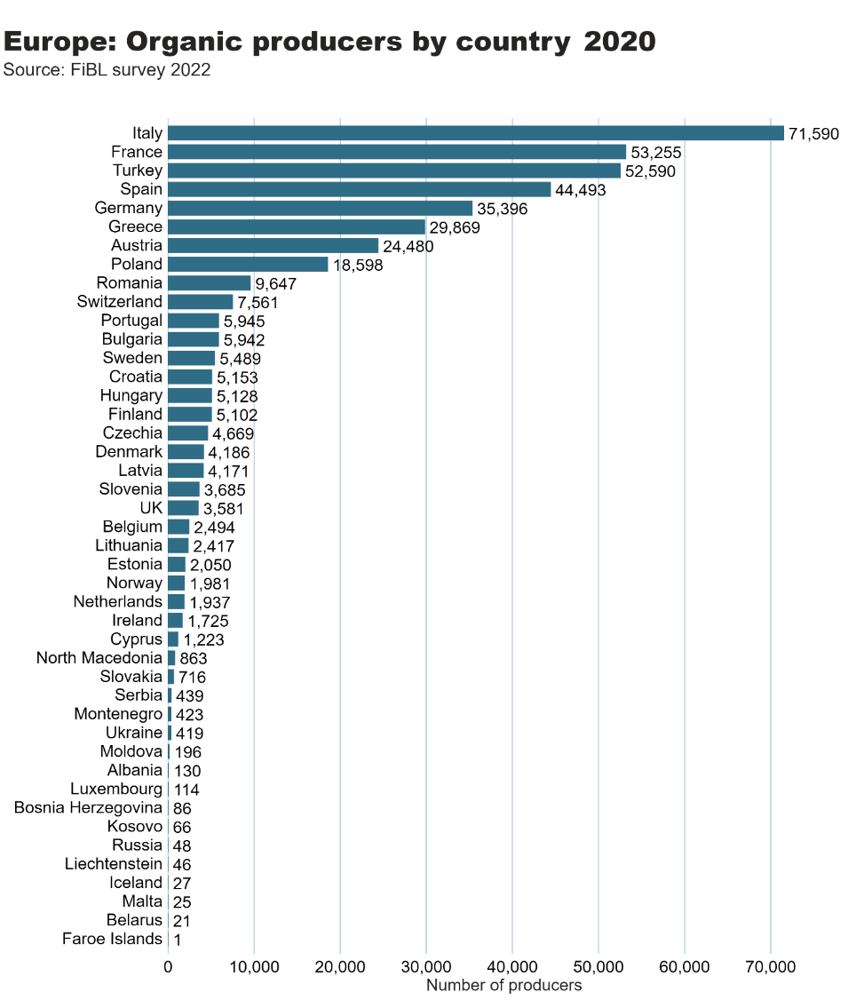 Europe: Organic producers by country 2020
Source: FiBL survey 2022
Italy 71,590
France 53,255
Turkey 52,590
Spain 44,493
Germany 35,396
Greece 29,869
Austria 24,480
Poland 18,598
Romania 9,647
Switzerland 7,561
Portugal 5,945
Bulgaria 5,942
Sweden 5,489
Croatia 5,153
Hungary 5,128
Finland 5,102
Czechia 4,669
Denmark 4,186
Latvia 4,171
Slovenia 3,685
UK 3,581
Belgium 2,494
Lithuania 2,417
Estonia 2,050
Norway 1,981
Netherlands 1,937
Ireland 1,725
Cyprus 1,223
North Macedonia 863
Slovakia 716
Serbia 439
Montenegro 423
Ukraine 419
Moldova 196
Albania 130
Luxembourg 114
Bosnia Herzegovina 86
Kosovo 66
Russia 48
Liechtenstein 46
Iceland 27
Malta 25
Belarus 21
Faroe Islands 1
0 10,000 20,000 30,000 40,000 50,000 60,000 70,000
Number of producers